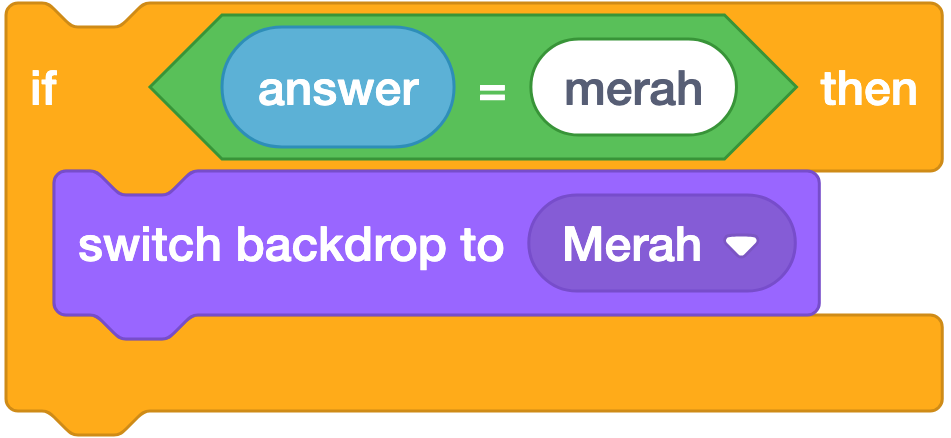 if answer = merah then
switch backdrop to Merah